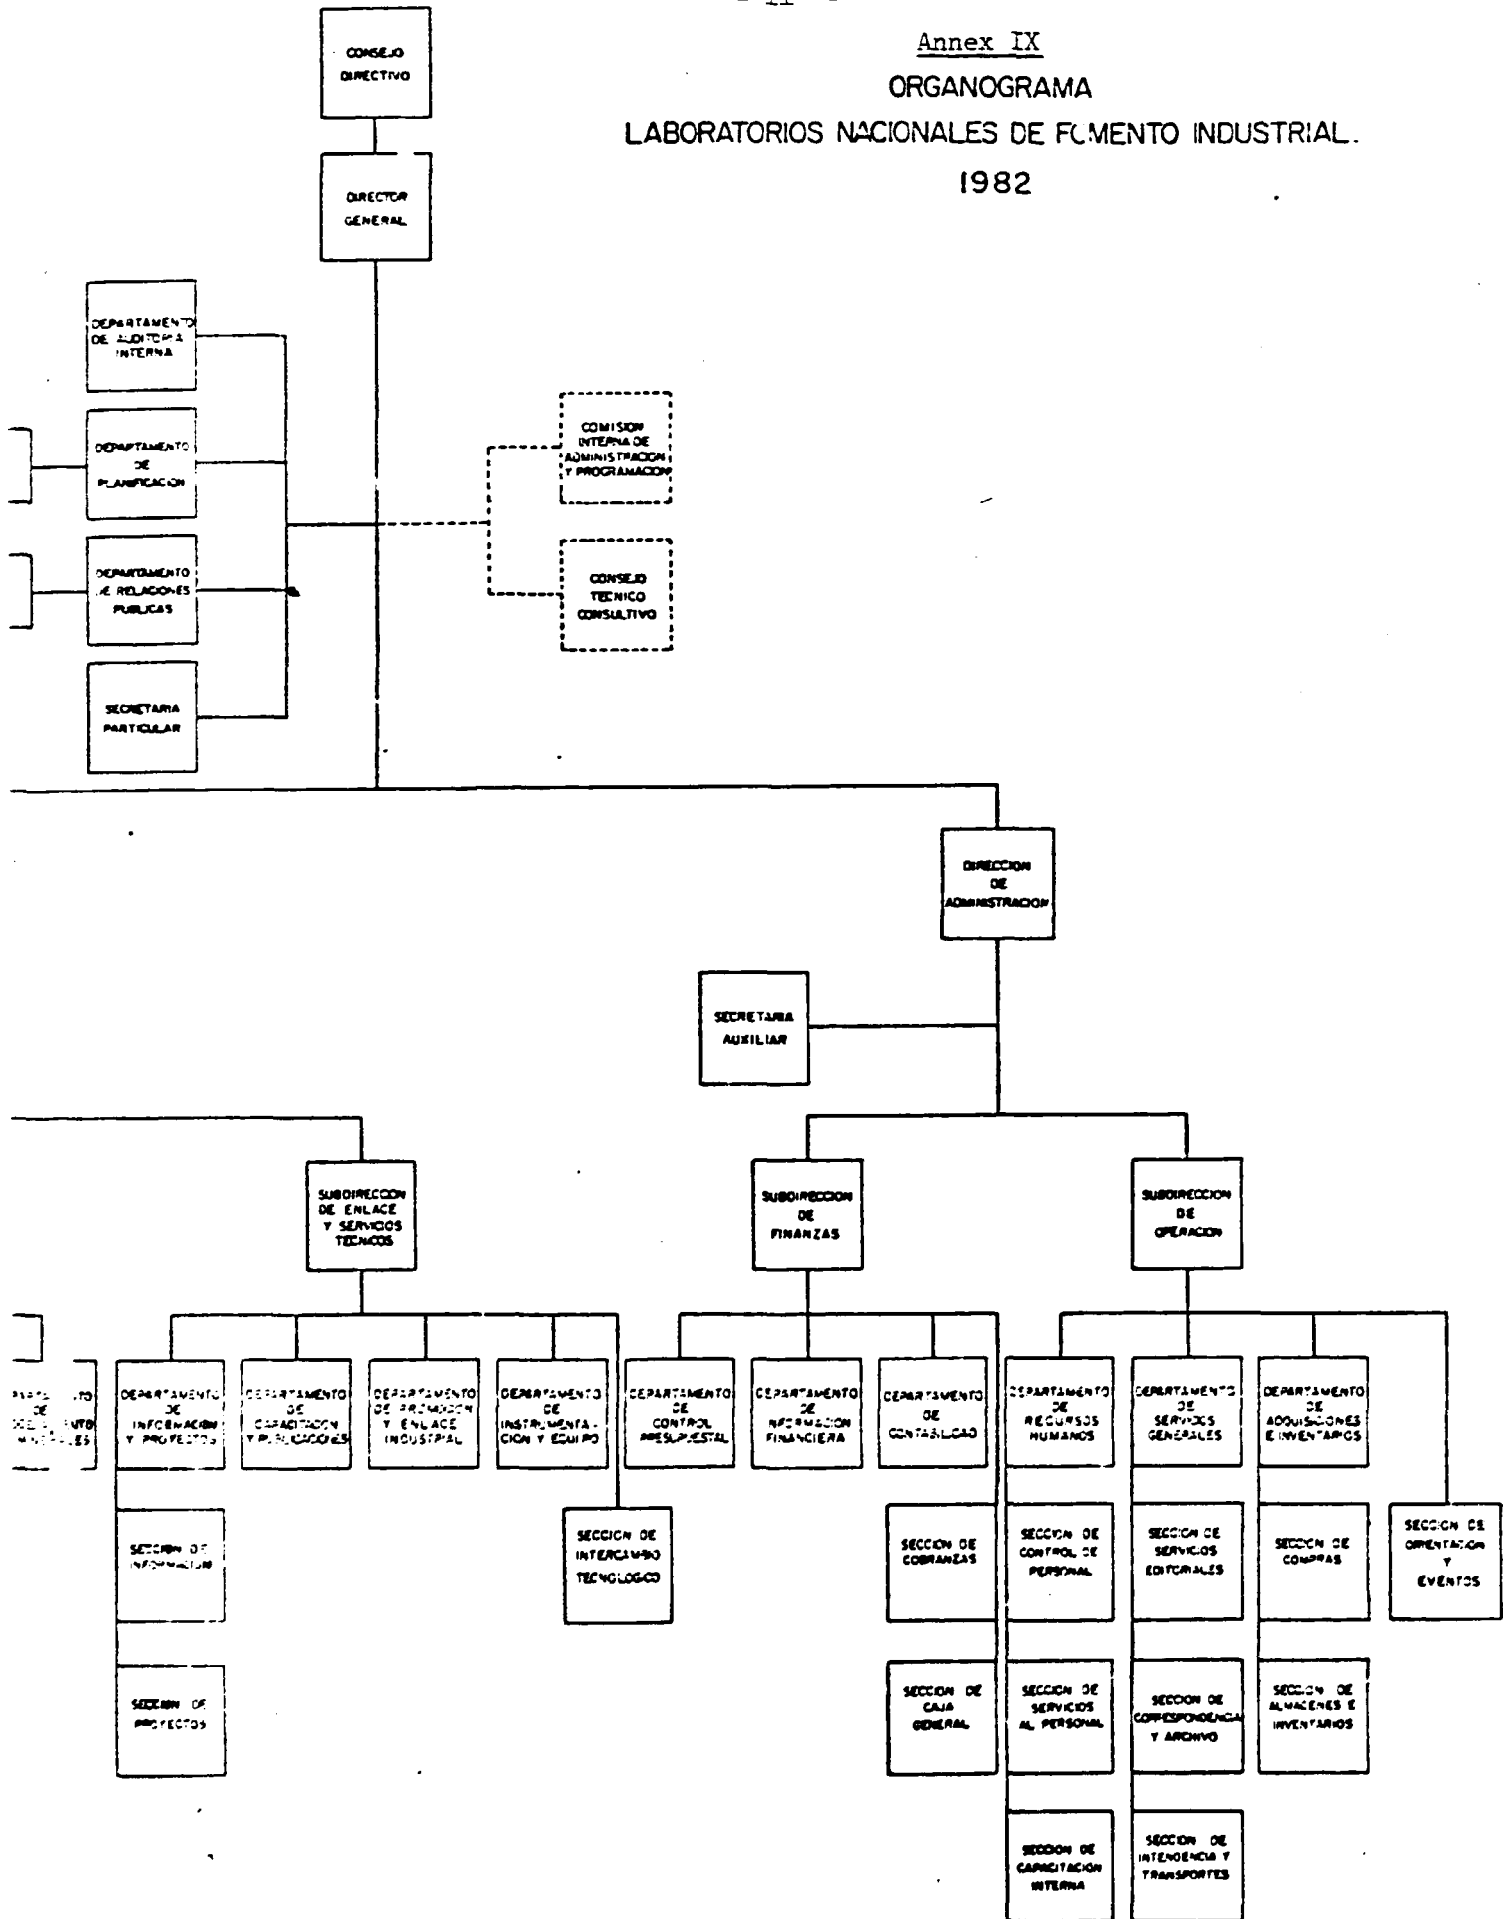 - 11 -
Annex IX
ORGANOGRAMA
LABORATORIOS NACIONALES DE FOMENTO INDUSTRIAL.
1982
CONSEJO
DIRECTIVO
DIRECTOR
GENERAL
DEPARTAMENTO
DE AUDITORIA
INTERNA
DEPARTAMENTO
DE
PLANIFICACION
DEPARTAMENTO
DE RELACIONES
PUBLICAS
SECRETARIA
PARTICULAR
COMISION
INTERNA DE
ADMINISTRACION
Y PROGRAMACION
CONSEJO
TECNICO
CONSULTIVO
DIRECCION
DE
ADMINISTRACION
SECRETARIA
AUXILIAR
SUBDIRECCION
DE ENLACE
Y SERVICIOS
TECNICOS
SUBDIRECCION
DE
FINANZAS
SUBDIRECCION
DE
OPERACION
DE
MINERALES
DEPARTAMENTO
DE
INFORMACION
Y PROYECTOS
DEPARTAMENTO
DE
CAPACITACION
Y PUBLICACIONES
DEPARTAMENTO
DE PROMOCION
Y ENLACE
INDUSTRIAL
DEPARTAMENTO
DE
INSTRUMENTA-
CION Y EQUIPO
DEPARTAMENTO
DE
CONTROL
PRESUPUESTAL
DEPARTAMENTO
DE
INFORMACION
FINANCIERA
DEPARTAMENTO
DE
CONTABILIDAD
DEPARTAMENTO
DE
RECURSOS
HUMANOS
DEPARTAMENTO
DE
SERVICIOS
GENERALES
DEPARTAMENTO
DE
ADQUISICIONES
E INVENTARIOS
SECCION DE
INFORMACION
SECCION DE
INTERCAMBIO
TECNOLOGICO
SECCION DE
COBRANZAS
SECCION DE
CONTROL DE
PERSONAL
SECCION DE
SERVICIOS
EDITORIALES
SECCION DE
COMPRAS
SECCION DE
ORIENTACION
Y
EVENTOS
SECCION DE
PROYECTOS
SECCION DE
CAJA
GENERAL
SECCION DE
SERVICIOS
AL PERSONAL
SECCION DE
CORRESPONDENCIA
Y ARCHIVO
SECCION DE
ALMACENES E
INVENTARIOS
SECCION DE
CAPACITACION
INTERNA
SECCION DE
INTENDENCIA Y
TRANSPORTES